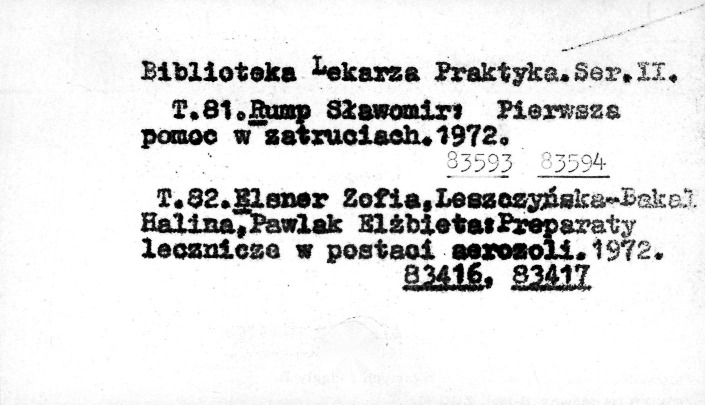 Biblioteka Lekarza Praktyka.Ser.II.
T.81.Rump Sławomir: Pierwsza
pomoc w zatruciach.1972.
83593 83594
T.82.Elsner Zofia,Leszczyńska-Bakal
Halina,Pawlak Elżbieta:Preparaty
lecznicze w postaci aerozoli.1972.
83416, 83417